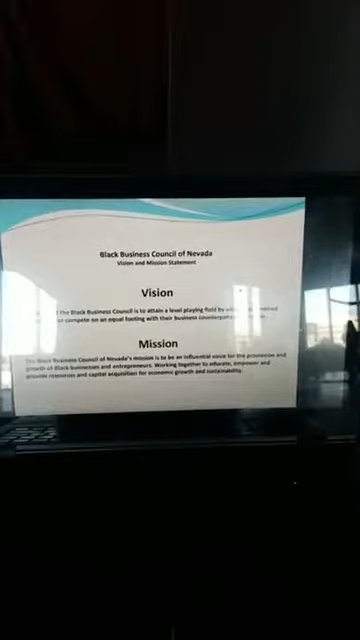 Black Business Council of Nevada
Vision and Mission Statement
Vision
the Black Business Council is to attain a level playing field by
compete on an equal footing with their business
Mission
The Black Business Council of Nevada's mission is to be an influential voice for the promotion and
growth of Black businesses and entrepreneurs. Working together to educate, empower and
provide resources and capital acquisition for economic growth and sustainability.